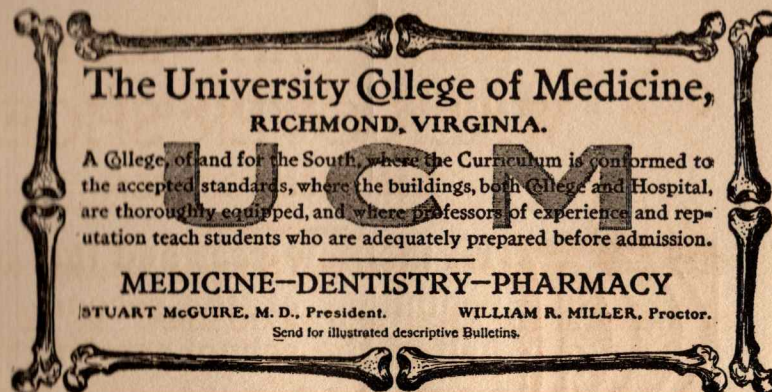 The University College of Medicine,
RICHMOND, VIRGINIA.
UCM
A College, of and for the South, where the Curriculum is conformed to
the accepted standards, where the buildings, both College and Hospital,
are thoroughly equipped, and where professors of experience and rep-
utation teach students who are adequately prepared before admission.
MEDICINE—DENTISTRY—PHARMACY
STUART McGUIRE, M. D., President. WILLIAM R. MILLER, Proctor.
Send for illustrated descriptive Bulletins.